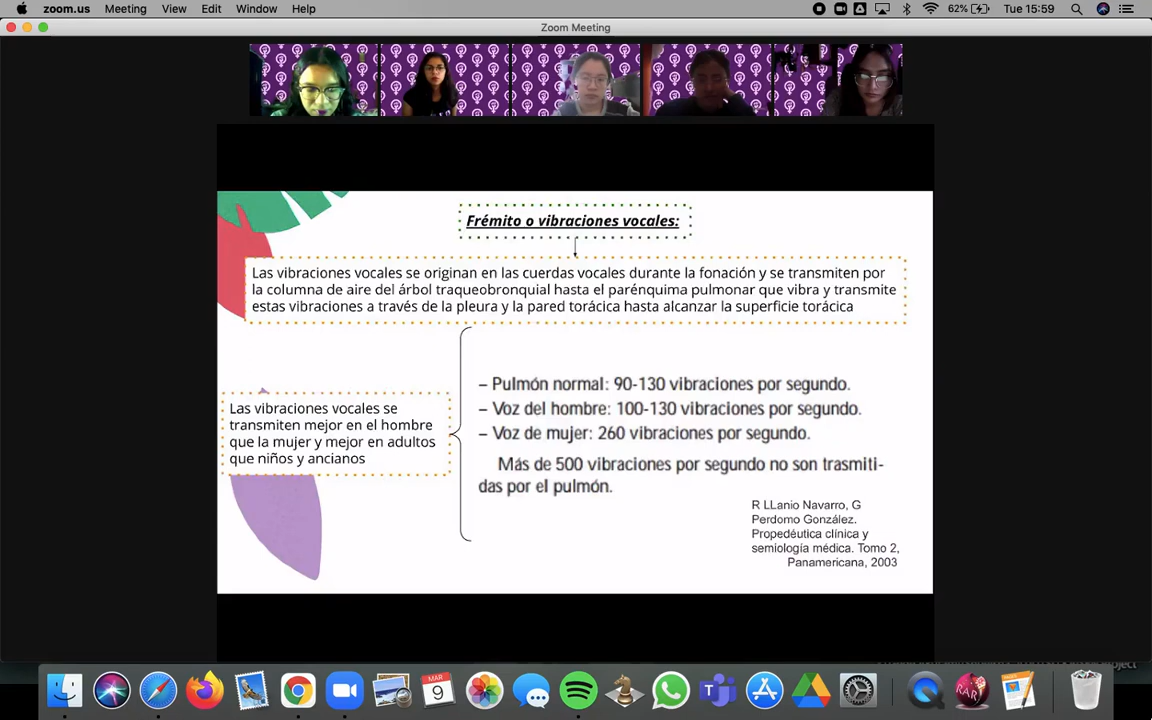 zoom.us Meeting View Edit Window Help 62% Tue 15:59
Zoom Meeting
Frémito o vibraciones vocales:
Las vibraciones vocales se originan en las cuerdas vocales durante la fonación y se transmiten por
la columna de aire del árbol traqueobronquial hasta el parénquima pulmonar que vibra y transmite
estas vibraciones a través de la pleura y la pared torácica hasta alcanzar la superficie torácica
Las vibraciones vocales se
transmiten mejor en el hombre
que la mujer y mejor en adultos
que niños y ancianos
– Pulmón normal: 90-130 vibraciones por segundo.
– Voz del hombre: 100-130 vibraciones por segundo.
– Voz de mujer: 260 vibraciones por segundo.
Más de 500 vibraciones por segundo no son trasmiti-
das por el pulmón.
R LLanio Navarro, G
Perdomo González.
Propedéutica clínica y
semiología médica. Tomo 2,
Panamericana, 2003
MAR
9
RAR